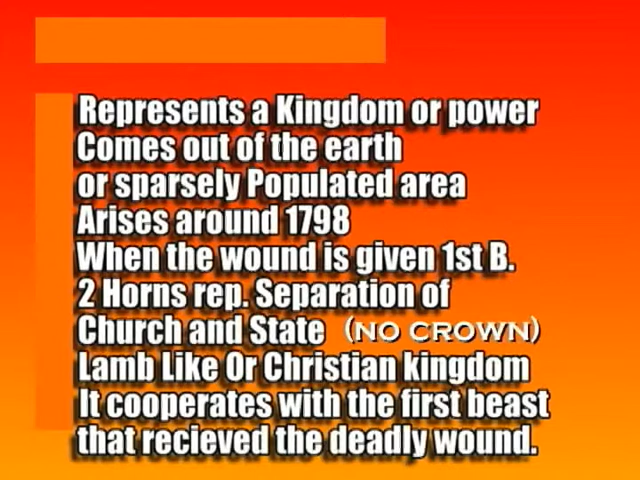 Represents a Kingdom or power
Comes out of the earth
or sparsely Populated area
Arises around 1798
When the wound is given 1st B.
2 Horns rep. Separation of
Church and State (NO CROWN)
Lamb Like Or Christian kingdom
It cooperates with the first beast
that recieved the deadly wound.